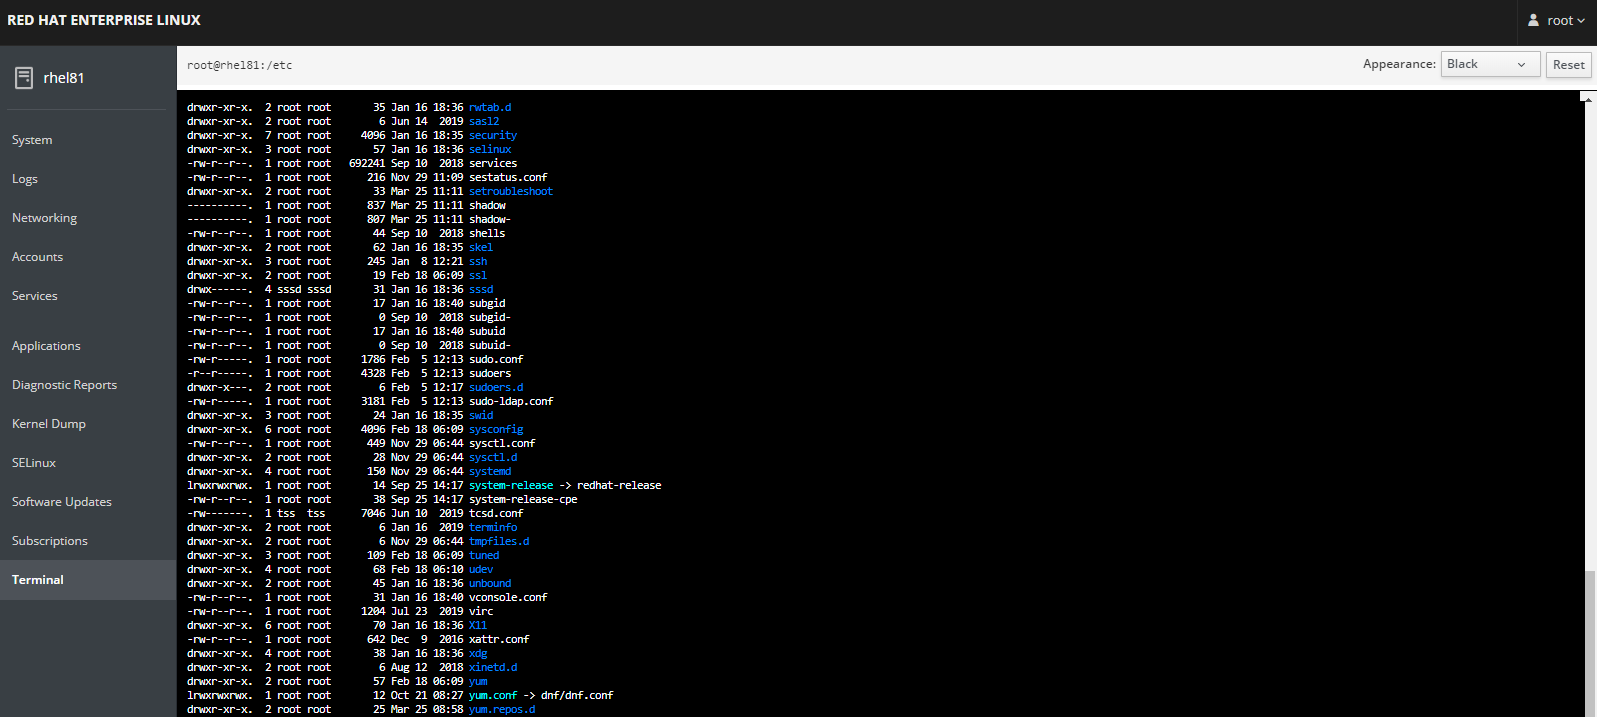 RED HAT ENTERPRISE LINUX
root
rhel81
System
Logs
Networking
Accounts
Services
Applications
Diagnostic Reports
Kernel Dump
SELinux
Software Updates
Subscriptions
Terminal
root@rhel81:/etc
Appearance: Black Reset
drwxr-xr-x.  2 root root     35 Jan 16 18:36 rwtab.d
drwxr-xr-x.  2 root root      6 Jun 14  2019 sasl2
drwxr-xr-x.  7 root root   4096 Jan 16 18:35 security
drwxr-xr-x.  3 root root     57 Jan 16 18:36 selinux
-rw-r--r--.  1 root root 692241 Sep 10  2018 services
-rw-r--r--.  1 root root    216 Nov 29 11:09 sestatus.conf
drwxr-xr-x.  2 root root     33 Mar 25 11:11 setroubleshoot
----------.  1 root root    837 Mar 25 11:11 shadow
----------.  1 root root    807 Mar 25 11:11 shadow-
-rw-r--r--.  1 root root     44 Sep 10  2018 shells
drwxr-xr-x.  2 root root     62 Jan 16 18:35 skel
drwxr-xr-x.  3 root root    245 Jan  8 12:21 ssh
drwxr-xr-x.  2 root root     19 Feb 18 06:09 ssl
drwx------.  4 sssd sssd     31 Jan 16 18:36 sssd
-rw-r--r--.  1 root root     17 Jan 16 18:40 subgid
-rw-r--r--.  1 root root      0 Sep 10  2018 subgid-
-rw-r--r--.  1 root root     17 Jan 16 18:40 subuid
-rw-r--r--.  1 root root      0 Sep 10  2018 subuid-
-rw-r-----.  1 root root   1786 Feb  5 12:13 sudo.conf
-r--r-----.  1 root root   4328 Feb  5 12:13 sudoers
drwxr-x---.  2 root root      6 Feb  5 12:17 sudoers.d
-rw-r-----.  1 root root   3181 Feb  5 12:13 sudo-ldap.conf
drwxr-xr-x.  3 root root     24 Jan 16 18:35 swid
drwxr-xr-x.  6 root root   4096 Feb 18 06:09 sysconfig
-rw-r--r--.  1 root root    449 Nov 29 06:44 sysctl.conf
drwxr-xr-x.  2 root root     28 Nov 29 06:44 sysctl.d
drwxr-xr-x.  4 root root    150 Nov 29 06:44 systemd
lrwxrwxrwx.  1 root root     14 Sep 25 14:17 system-release -> redhat-release
-rw-r--r--.  1 root root     38 Sep 25 14:17 system-release-cpe
-rw-------.  1 tss  tss    7046 Jun 10  2019 tcsd.conf
drwxr-xr-x.  2 root root      6 Jan 16  2019 terminfo
drwxr-xr-x.  2 root root      6 Nov 29 06:44 tmpfiles.d
drwxr-xr-x.  3 root root    109 Feb 18 06:09 tuned
drwxr-xr-x.  4 root root     68 Feb 18 06:10 udev
drwxr-xr-x.  2 root root     45 Jan 16 18:36 unbound
-rw-r--r--.  1 root root     31 Jan 16 18:40 vconsole.conf
-rw-r--r--.  1 root root   1204 Jul 23  2019 virc
drwxr-xr-x.  6 root root     70 Jan 16 18:36 X11
-rw-r--r--.  1 root root    642 Dec  9  2016 xattr.conf
drwxr-xr-x.  4 root root     38 Jan 16 18:36 xdg
drwxr-xr-x.  2 root root      6 Aug 12  2018 xinetd.d
drwxr-xr-x.  2 root root     57 Feb 18 06:09 yum
lrwxrwxrwx.  1 root root     12 Oct 21 08:27 yum.conf -> dnf/dnf.conf
drwxr-xr-x.  2 root root     25 Mar 25 08:58 yum.repos.d